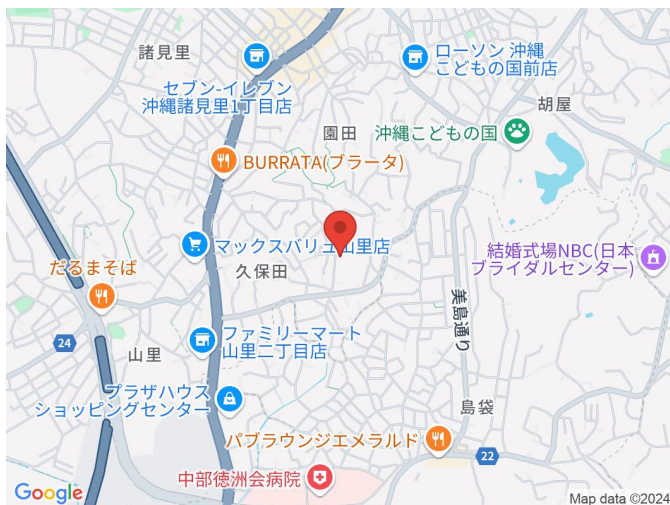 諸見里
ローソン 沖縄
こどもの国前店
セブン-イレブン
沖縄諸見里1丁目店
胡屋
園田
沖縄こどもの国
BURRATA(ブラータ)
マックスバリュ山里店
久保田
結婚式場NBC(日本
ブライダルセンター)
だるまそば
美島通り
24
ファミリーマート
山里二丁目店
山里
プラザハウス
ショッピングセンター
島袋
パブラウンジエメラルド
22
中部徳洲会病院
Google
Map data ©2024